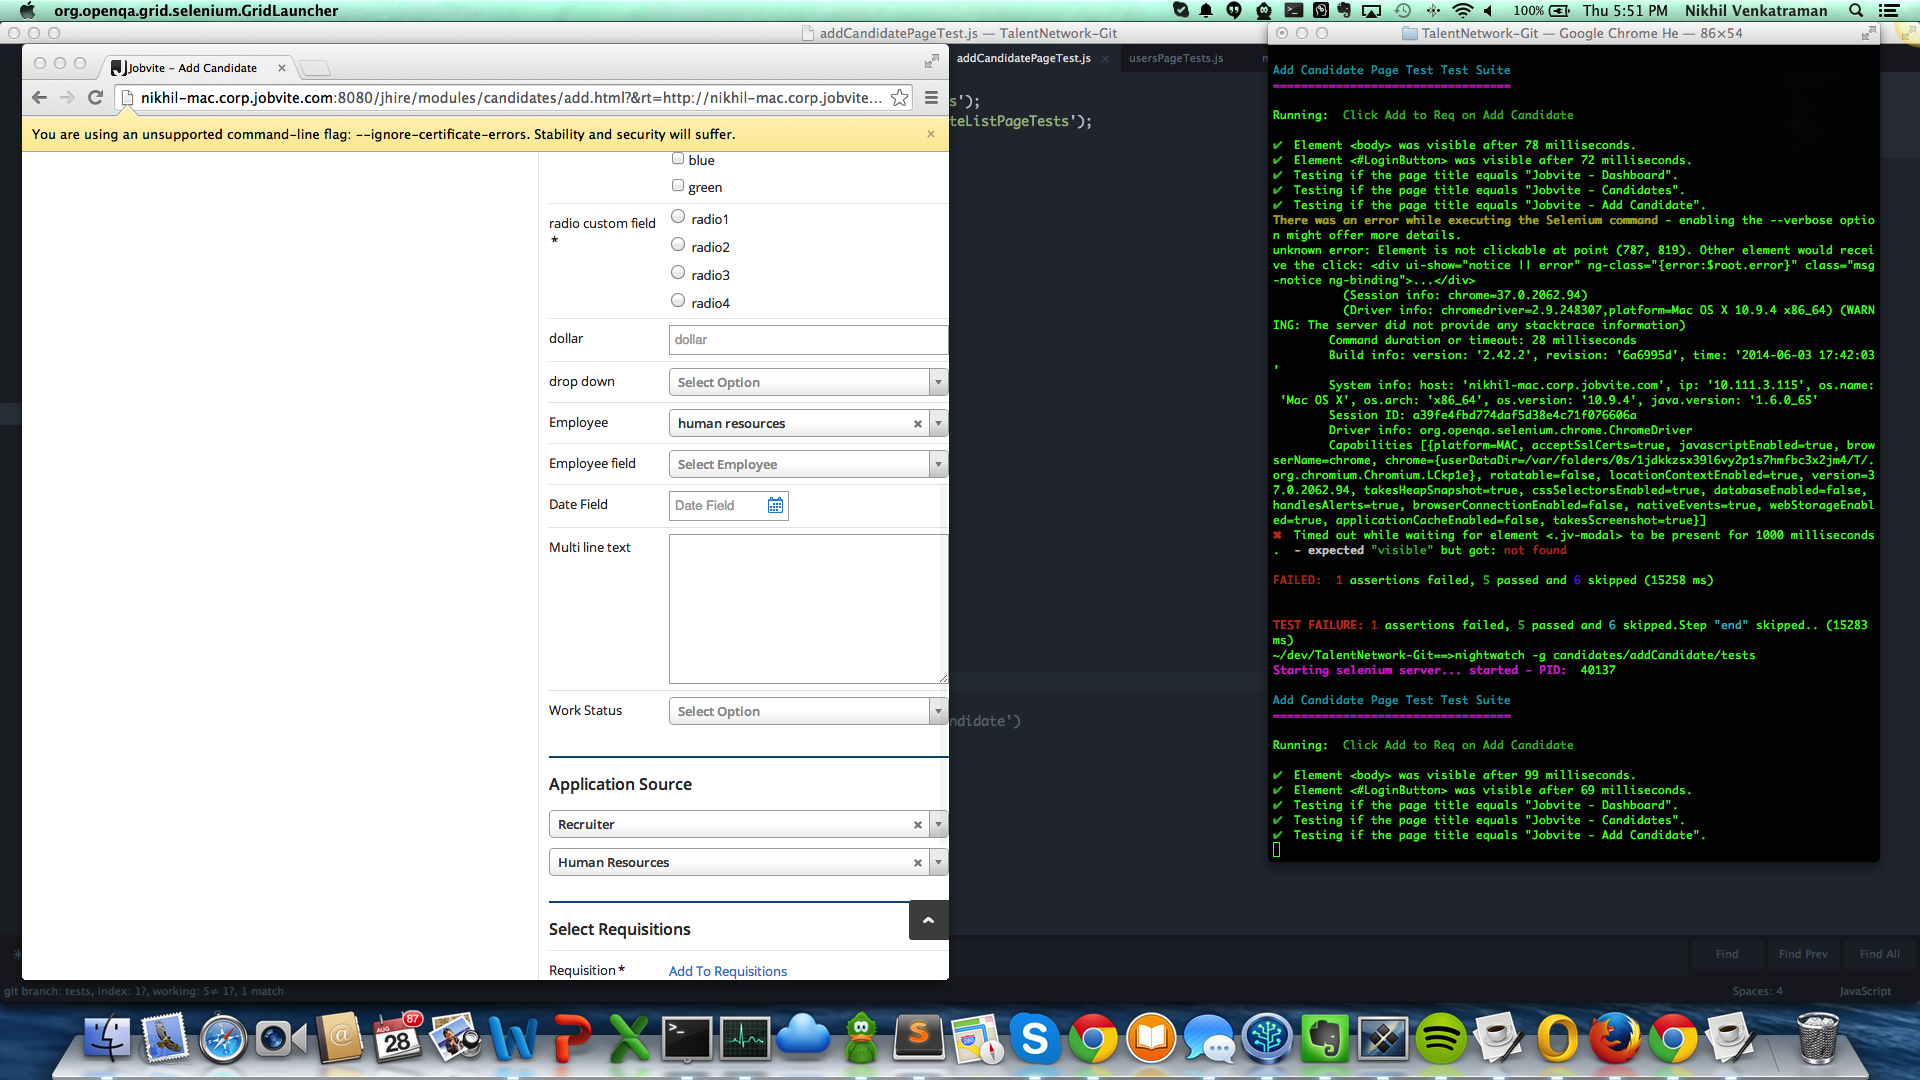 org.openqa.grid.selenium.GridLauncher
100%
Thu 5:51 PM
Nikhil Venkatraman
addCandidatePageTest.js — TalentNetwork-Git
Jobvite – Add Candidate
nikhil-mac.corp.jobvite.com:8080/jhire/modules/candidates/add.html?&rt=http://nikhil-mac.corp.jobvite...
You are using an unsupported command-line flag: --ignore-certificate-errors. Stability and security will suffer.
blue
green
radio custom field
*
radio1
radio2
radio3
radio4
dollar
dollar
drop down
Select Option
Employee
human resources
Employee field
Select Employee
Date Field
Date Field
Multi line text
Work Status
Select Option
Application Source
Recruiter
Human Resources
Select Requisitions
Requisition *
Add To Requisitions
addCandidatePageTest.js
usersPageTests.js
s');
teListPageTests');
ndidate')
Find
Find Prev
Find All
git branch: tests, index: 1?, working: 5≠ 1?, 1 match
Spaces: 4
JavaScript
TalentNetwork-Git — Google Chrome He — 86×54
Add Candidate Page Test Test Suite
==================================
Running:  Click Add to Req on Add Candidate
✔ Element <body> was visible after 78 milliseconds.
✔ Element <#LoginButton> was visible after 72 milliseconds.
✔ Testing if the page title equals "Jobvite - Dashboard".
✔ Testing if the page title equals "Jobvite - Candidates".
✔ Testing if the page title equals "Jobvite - Add Candidate".
There was an error while executing the Selenium command - enabling the --verbose optio
n might offer more details.
unknown error: Element is not clickable at point (787, 819). Other element would recei
ve the click: <div ui-show="notice || error" ng-class="{error:$root.error}" class="msg
-notice ng-binding">...</div>
(Session info: chrome=37.0.2062.94)
(Driver info: chromedriver=2.9.248307,platform=Mac OS X 10.9.4 x86_64) (WARN
ING: The server did not provide any stacktrace information)
Command duration or timeout: 28 milliseconds
Build info: version: '2.42.2', revision: '6a6995d', time: '2014-06-03 17:42:03
'
System info: host: 'nikhil-mac.corp.jobvite.com', ip: '10.111.3.115', os.name:
'Mac OS X', os.arch: 'x86_64', os.version: '10.9.4', java.version: '1.6.0_65'
Session ID: a39fe4fbd774daf5d38e4c71f076606a
Driver info: org.openqa.selenium.chrome.ChromeDriver
Capabilities [{platform=MAC, acceptSslCerts=true, javascriptEnabled=true, brow
serName=chrome, chrome={userDataDir=/var/folders/0s/1jdkkzsx39l6vy2p1s7hmfbc3x2jm4/T/.
org.chromium.Chromium.LCkp1e}, rotatable=false, locationContextEnabled=true, version=3
7.0.2062.94, takesHeapSnapshot=true, cssSelectorsEnabled=true, databaseEnabled=false,
handlesAlerts=true, browserConnectionEnabled=false, nativeEvents=true, webStorageEnabl
ed=true, applicationCacheEnabled=false, takesScreenshot=true}]
✖ Timed out while waiting for element <.jv-modal> to be present for 1000 milliseconds
. - expected "visible" but got: not found
FAILED:  1 assertions failed, 5 passed and 6 skipped (15258 ms)
TEST FAILURE: 1 assertions failed, 5 passed and 6 skipped.Step "end" skipped.. (15283
ms)
~/dev/TalentNetwork-Git==>nightwatch -g candidates/addCandidate/tests
Starting selenium server... started - PID:  40137
Add Candidate Page Test Test Suite
==================================
Running:  Click Add to Req on Add Candidate
✔ Element <body> was visible after 99 milliseconds.
✔ Element <#LoginButton> was visible after 69 milliseconds.
✔ Testing if the page title equals "Jobvite - Dashboard".
✔ Testing if the page title equals "Jobvite - Candidates".
✔ Testing if the page title equals "Jobvite - Add Candidate".
AUG
28
87